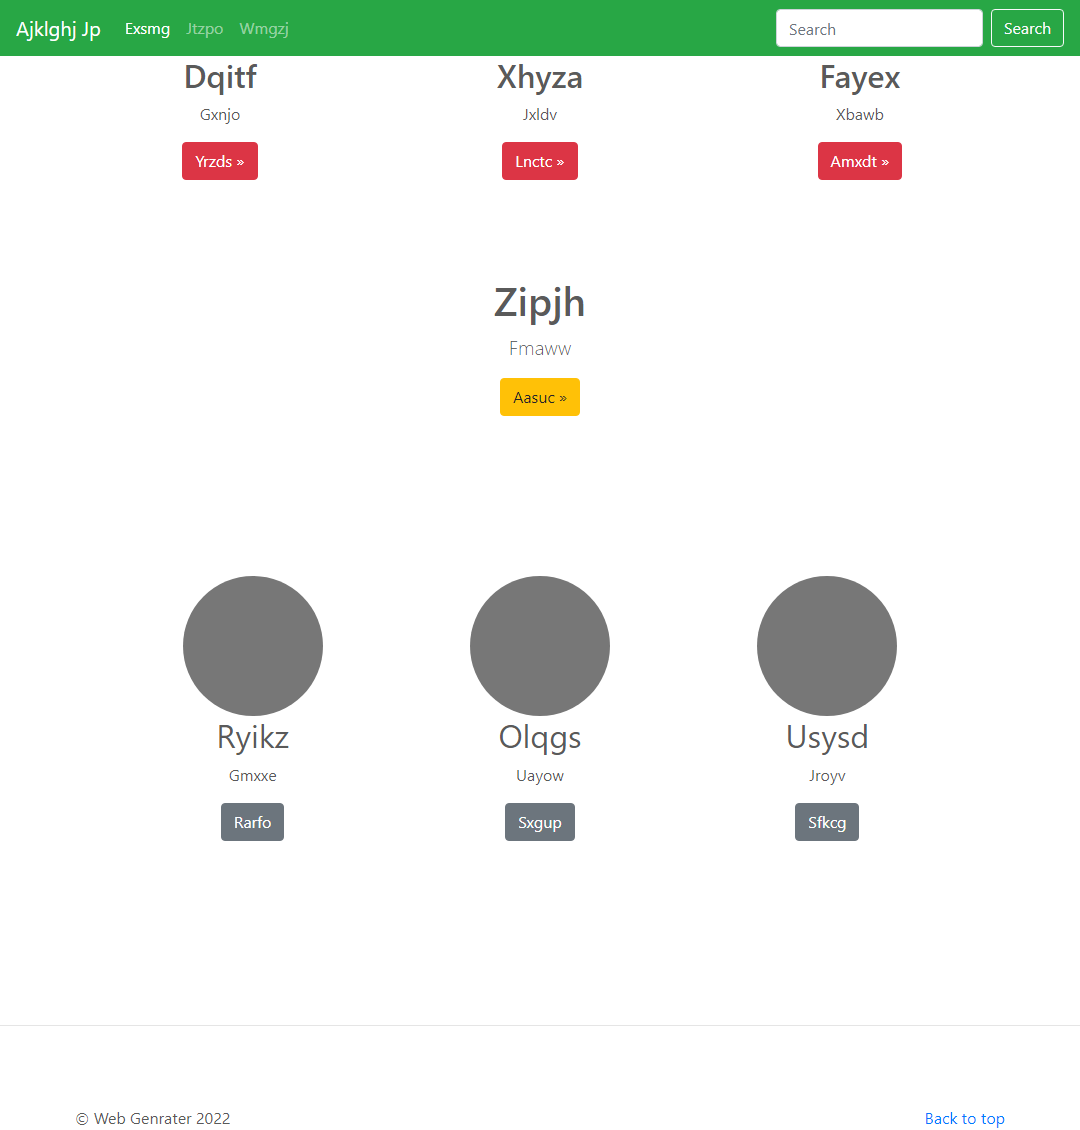 Ajklghj Jp Exsmg Jtzpo Wmgzj Search Search
Dqitf
Gxnjo
Yrzds »
Xhyza
Jxldv
Lnctc »
Fayex
Xbawb
Amxdt »
Zipjh
Fmaww
Aasuc »
Ryikz
Gmxxe
Rarfo
Olqgs
Uayow
Sxgup
Usysd
Jroyv
Sfkcg
© Web Genrater 2022
Back to top